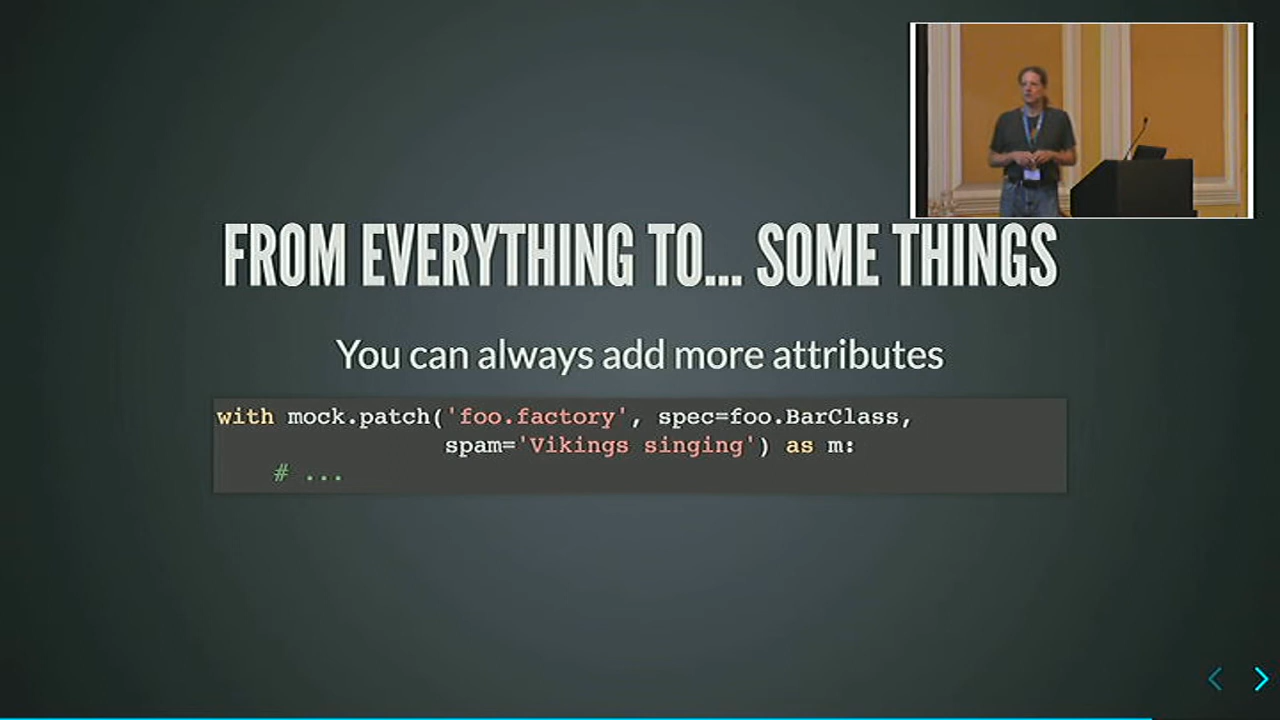 FROM EVERYTHING TO... SOME THINGS
You can always add more attributes
with mock.patch('foo.factory', spec=foo.BarClass,
spam='Vikings singing') as m:
# ...